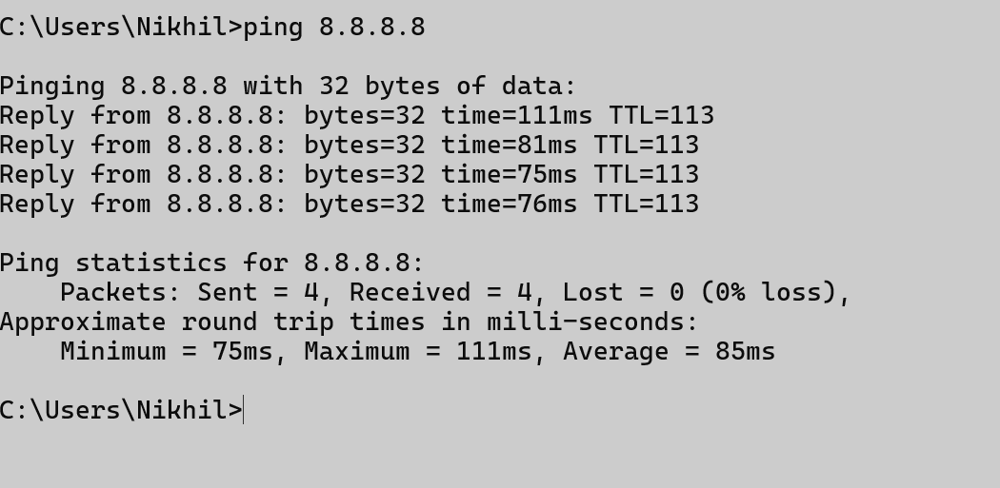 C:\Users\Nikhil>ping 8.8.8.8
Pinging 8.8.8.8 with 32 bytes of data:
Reply from 8.8.8.8: bytes=32 time=111ms TTL=113
Reply from 8.8.8.8: bytes=32 time=81ms TTL=113
Reply from 8.8.8.8: bytes=32 time=75ms TTL=113
Reply from 8.8.8.8: bytes=32 time=76ms TTL=113
Ping statistics for 8.8.8.8:
    Packets: Sent = 4, Received = 4, Lost = 0 (0% loss),
Approximate round trip times in milli-seconds:
    Minimum = 75ms, Maximum = 111ms, Average = 85ms
C:\Users\Nikhil>